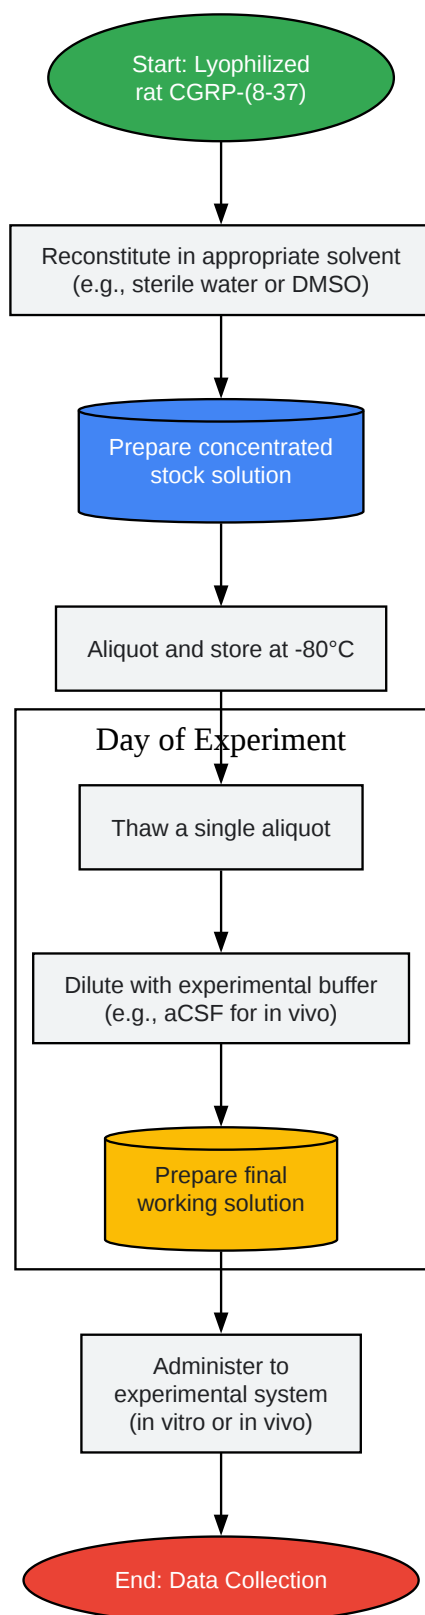 Start: Lyophilized
rat CGRP-(8-37)
Reconstitute in appropriate solvent
(e.g., sterile water or DMSO)
Prepare concentrated
stock solution
Aliquot and store at -80°C
Day of Experiment
Thaw a single aliquot
Dilute with experimental buffer
(e.g., aCSF for in vivo)
Prepare final
working solution
Administer to
experimental system
(in vitro or in vivo)
End: Data Collection